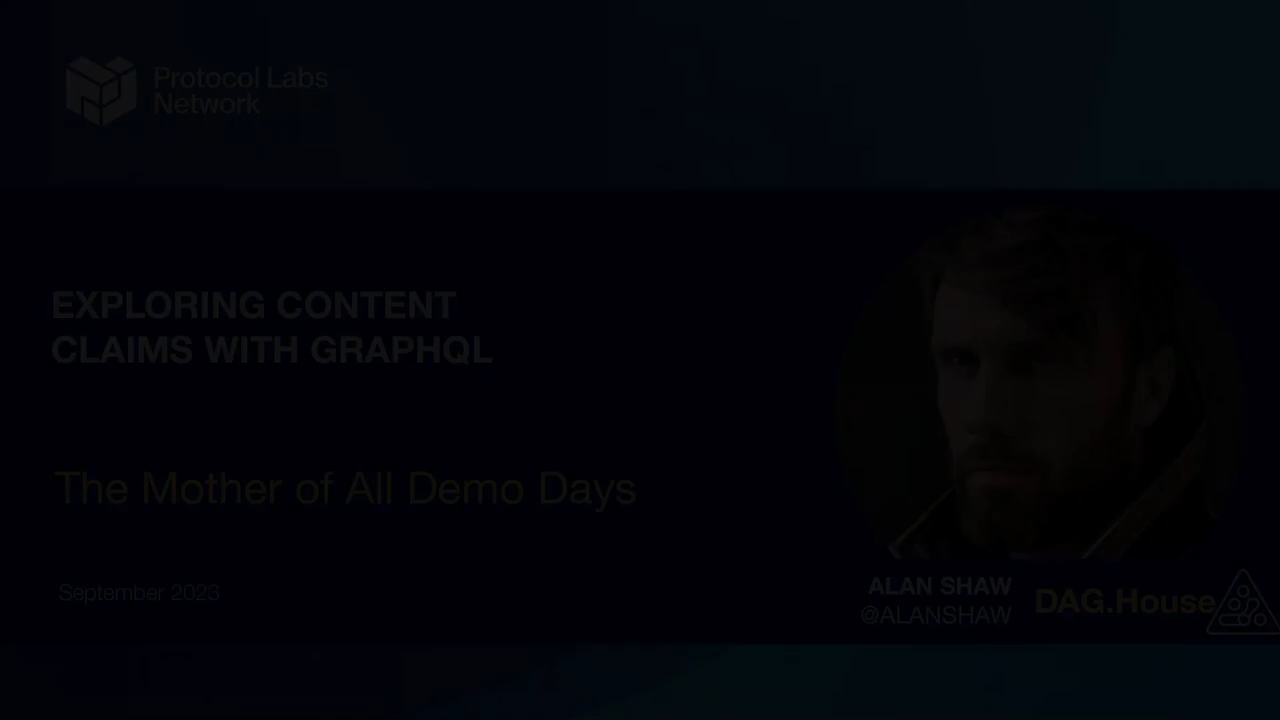 Protocol Labs
Network
EXPLORING CONTENT
CLAIMS WITH GRAPHQL
The Mother of All Demo Days
September 2023
ALAN SHAW
@ALANSHAW
DAG.House